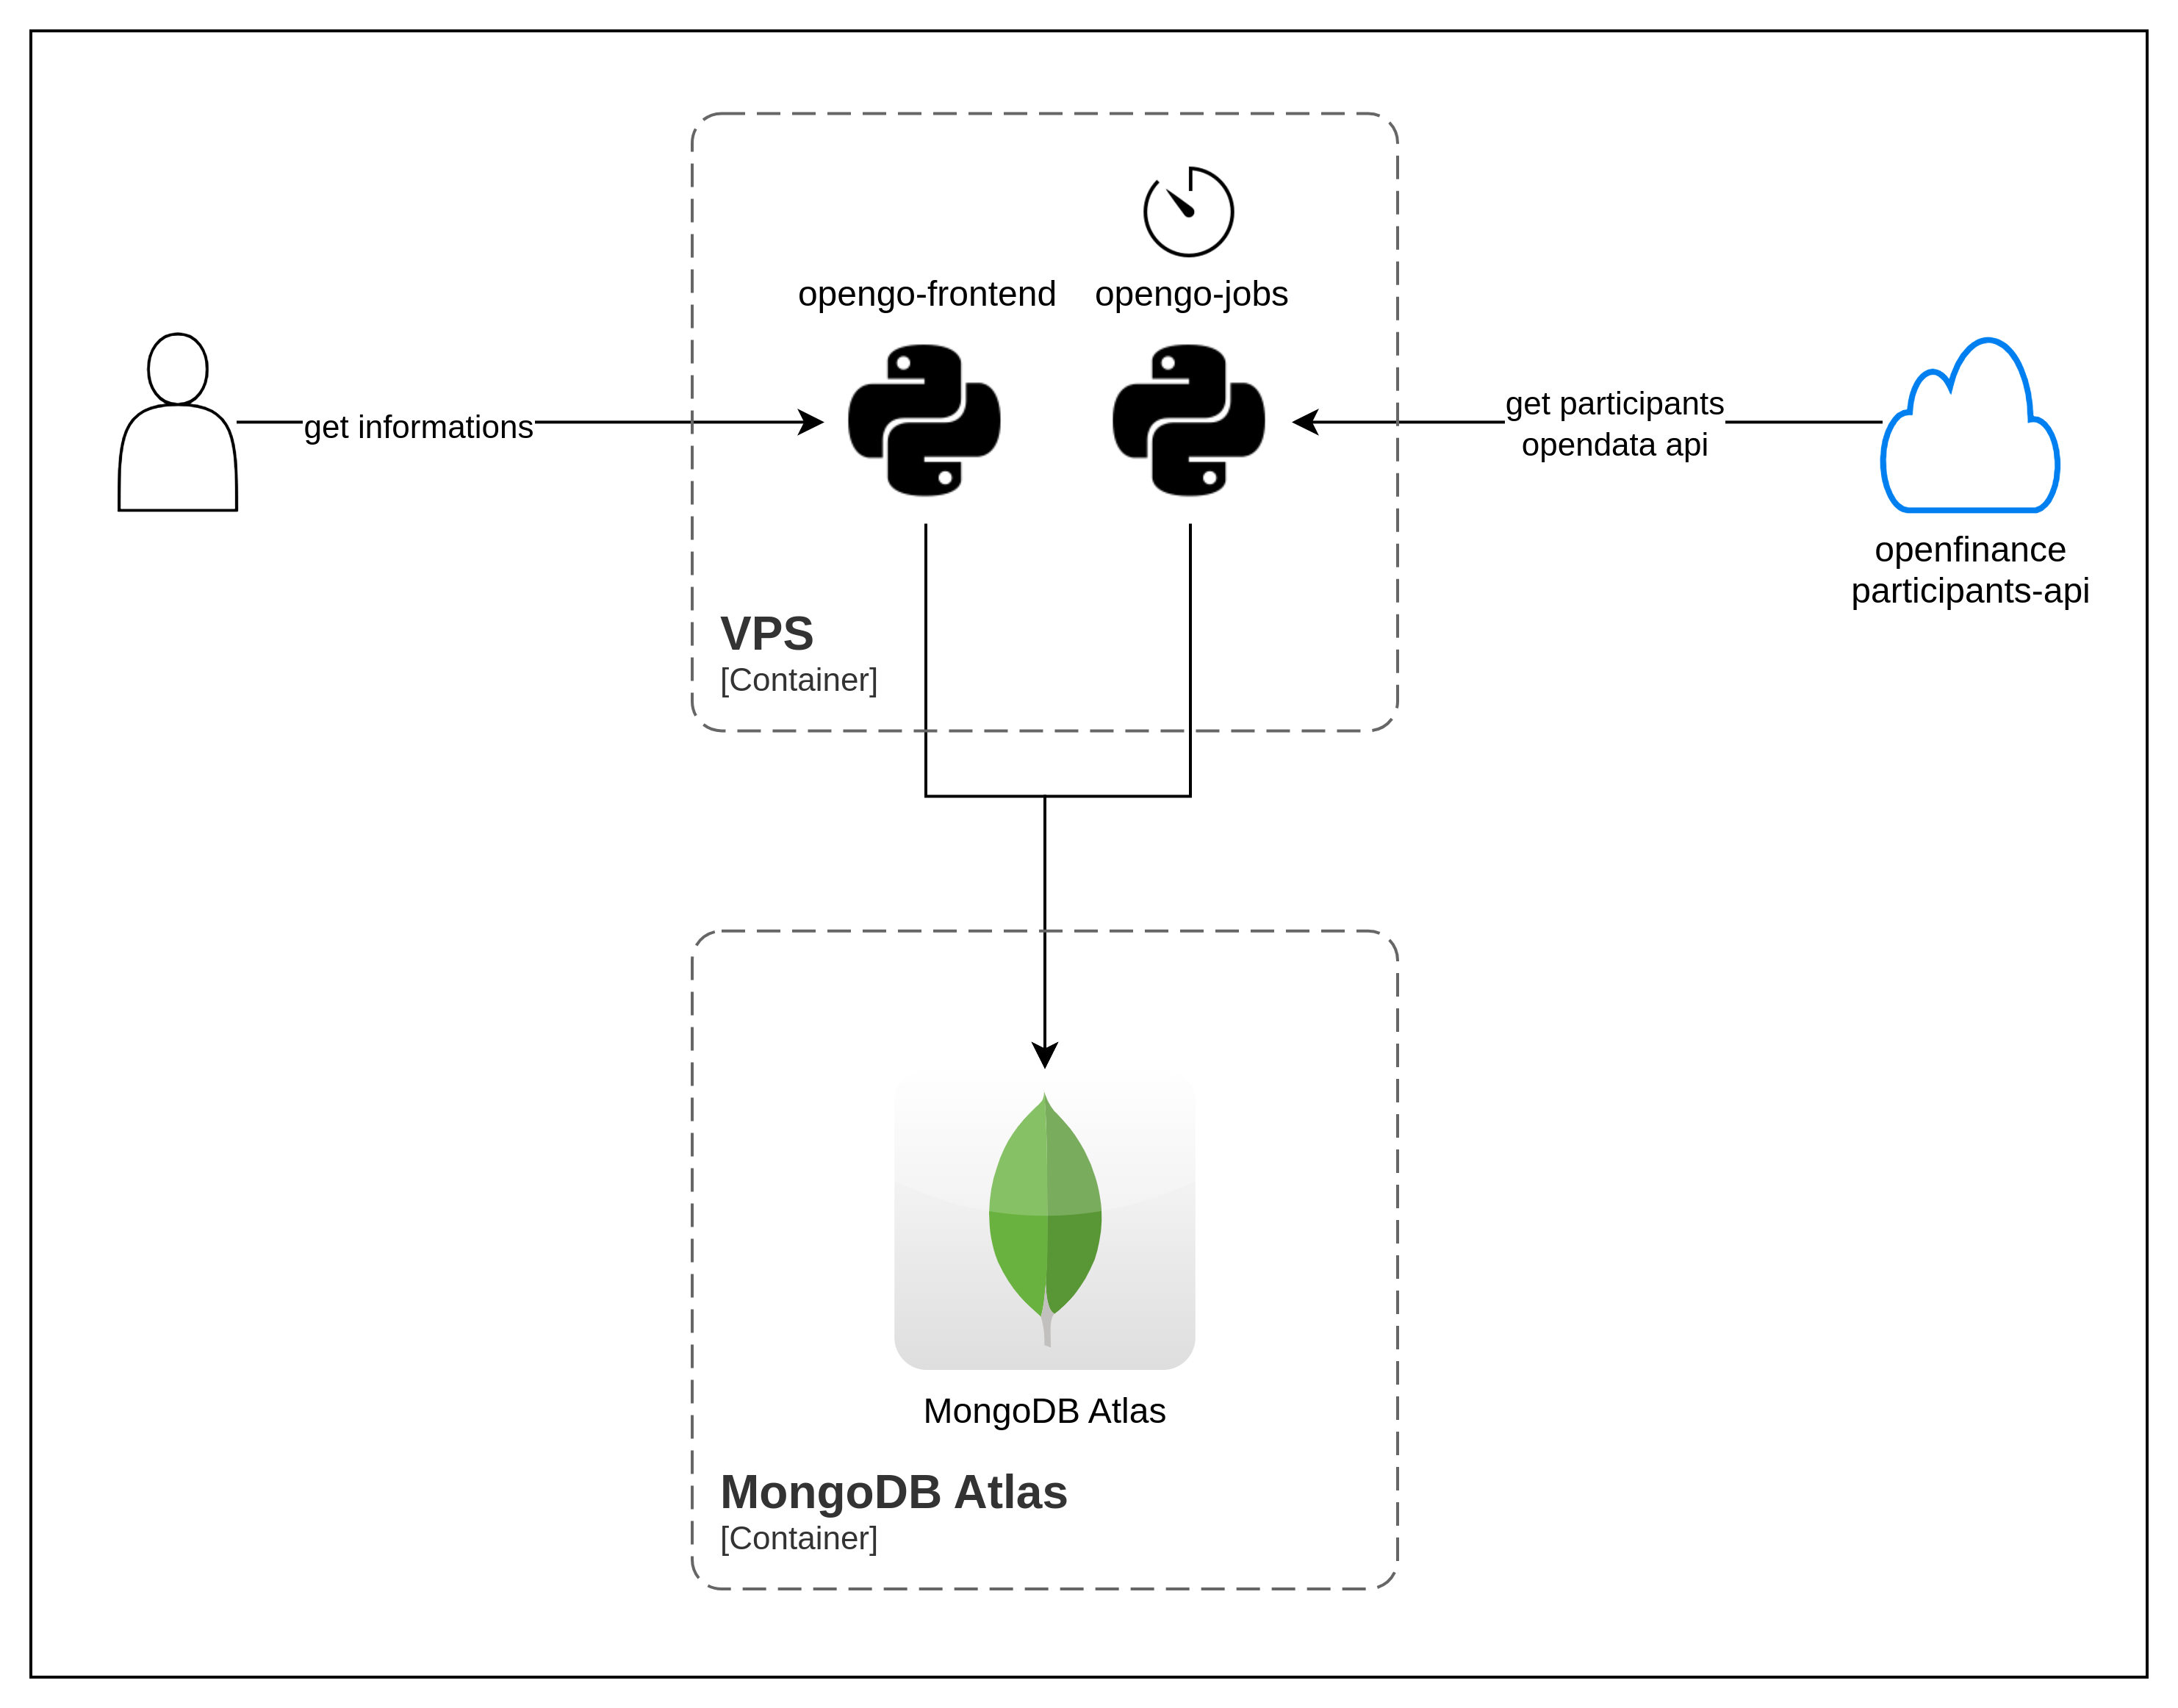 opengo-frontend
opengo-jobs
get informations
get participants
opendata api
openfinance
participants-api
VPS
[Container]
MongoDB Atlas
MongoDB Atlas
[Container]